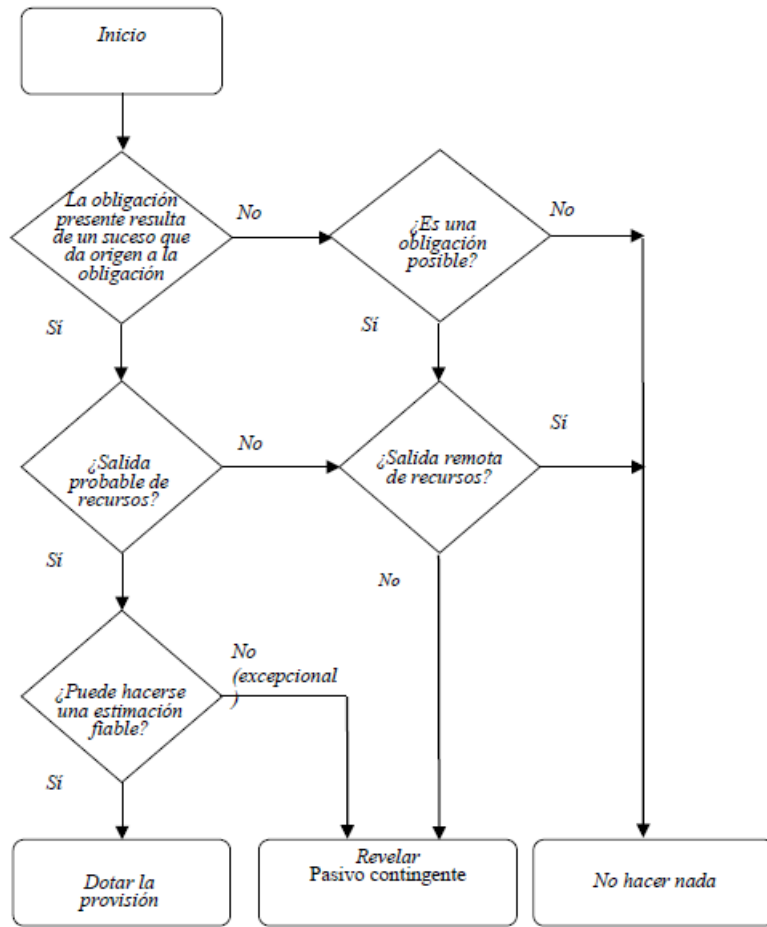 Inicio
La obligación
presente resulta
de un suceso que
da origen a la
obligación
No
¿Es una
obligación
posible?
No
Sí
Sí
¿Salida
probable de
recursos?
No
¿Salida remota
de recursos?
Sí
Sí
No
¿Puede hacerse
una estimación
fiable?
No
(excepcional
)
Sí
Dotar la
provisión
Revelar
Pasivo contingente
No hacer nada